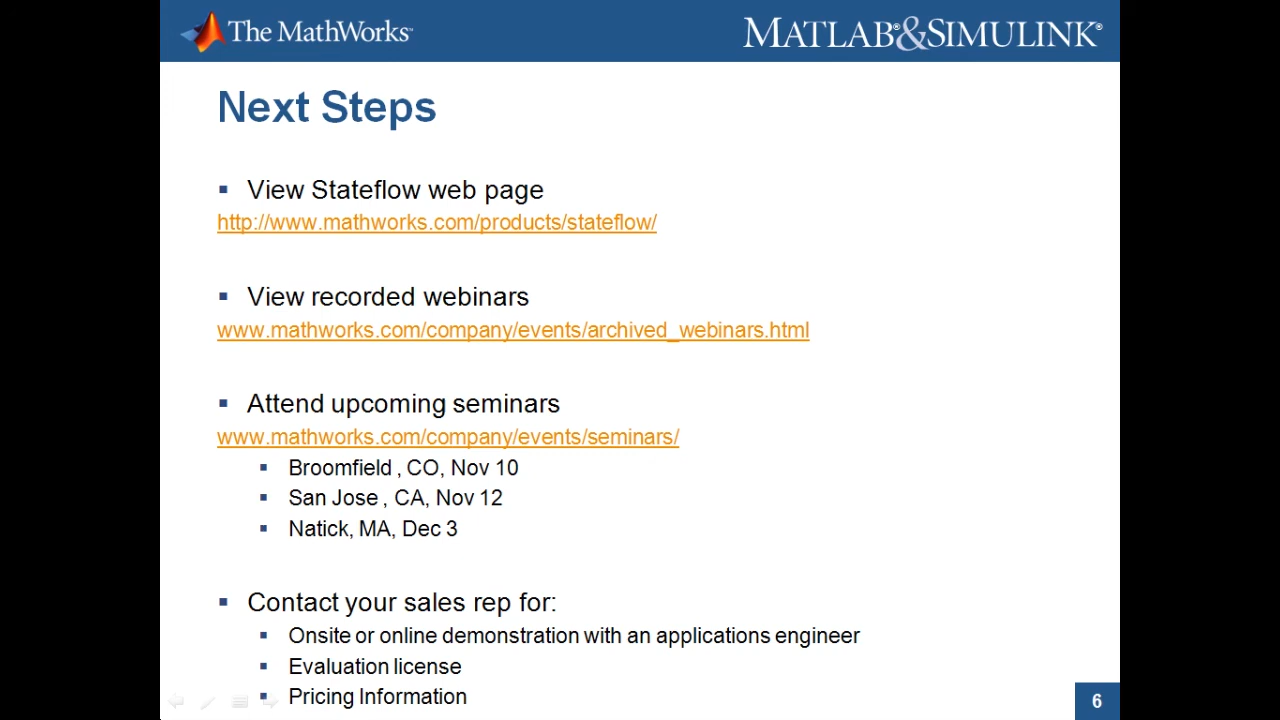 The MathWorks™
MATLAB®&SIMULINK®
Next Steps
▪ View Stateflow web page
http://www.mathworks.com/products/stateflow/
▪ View recorded webinars
www.mathworks.com/company/events/archived_webinars.html
▪ Attend upcoming seminars
www.mathworks.com/company/events/seminars/
▪ Broomfield , CO, Nov 10
▪ San Jose , CA, Nov 12
▪ Natick, MA, Dec 3
▪ Contact your sales rep for:
▪ Onsite or online demonstration with an applications engineer
▪ Evaluation license
▪ Pricing Information
6